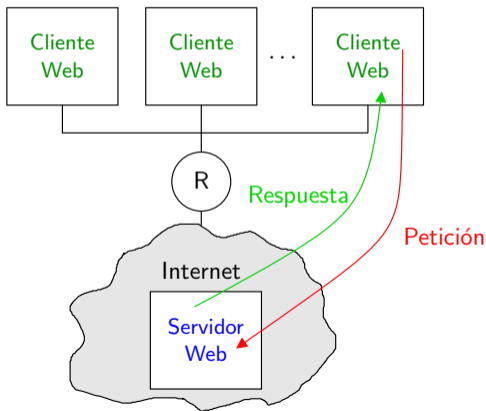 Cliente
Web
Cliente
Web
...
Cliente
Web
R
Respuesta
Petición
Internet
Servidor
Web